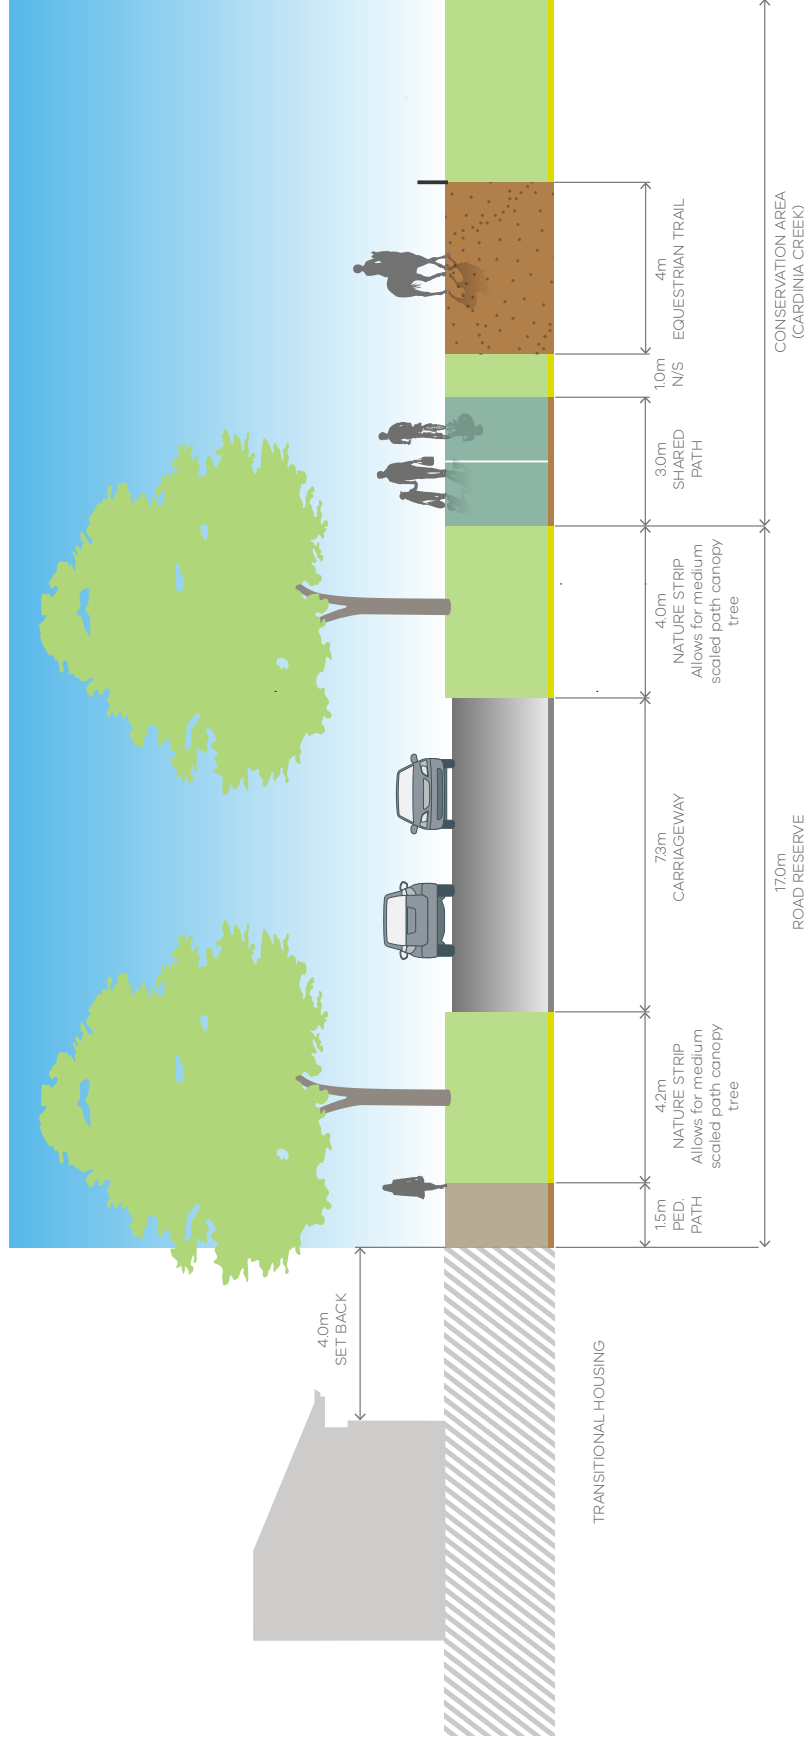 4.0m
SET BACK
TRANSITIONAL HOUSING
1.5m
PED.
PATH
4.2m
NATURE STRIP
Allows for medium
scaled path canopy
tree
7.3m
CARRIAGEWAY
4.0m
NATURE STRIP
Allows for medium
scaled path canopy
tree
3.0m
SHARED
PATH
1.0m
N/S
4m
EQUESTRIAN TRAIL
17.0m
ROAD RESERVE
CONSERVATION AREA
(CARDINIA CREEK)